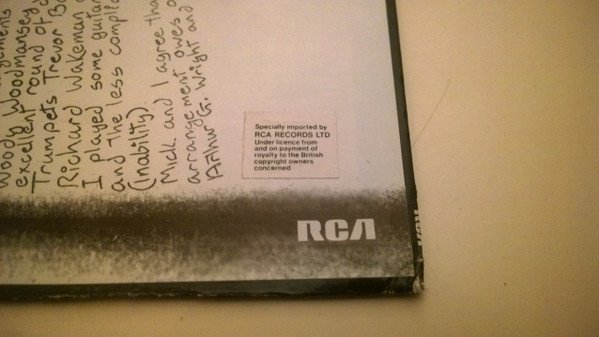 Woody Woodmansey
excellent round of
Trumpets Trevor
Richard Wakeman
I played some guitar
and the less
(inability).
Mick and I agree that
arrangement owes
Arthur G. Wright and
Specially imported by
RCA RECORDS LTD
Under licence from
and on payment of
royalty to the British
copyright owners
concerned
RCA